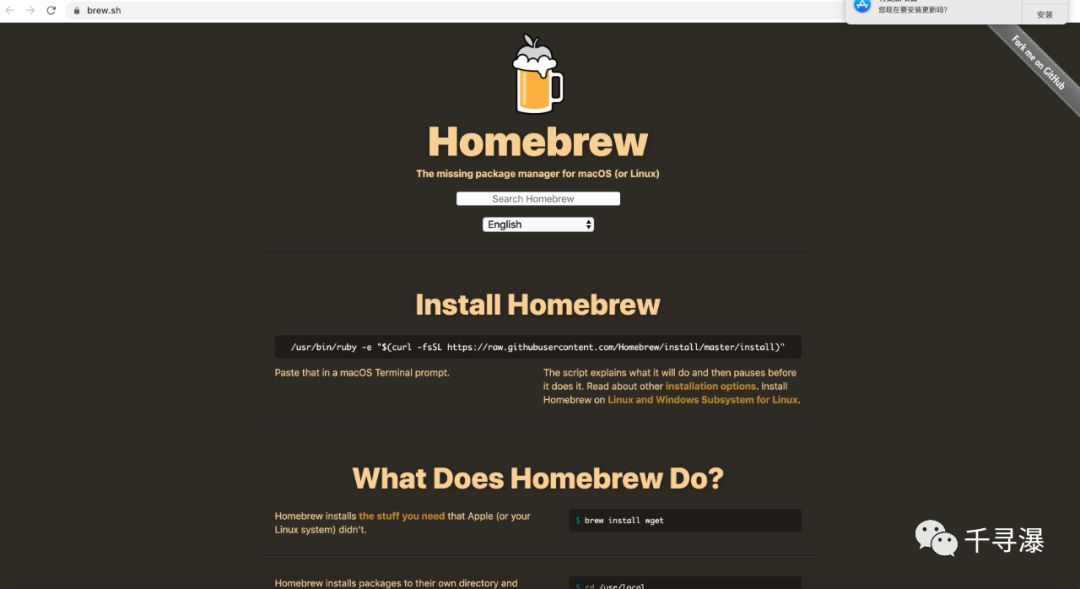 brew.sh
您现在要安装更新吗?
安装
Fork me on GitHub
Homebrew
The missing package manager for macOS (or Linux)
Search Homebrew
English
Install Homebrew
/usr/bin/ruby -e "$(curl -fsSL https://raw.githubusercontent.com/Homebrew/install/master/install)"
Paste that in a macOS Terminal prompt.
The script explains what it will do and then pauses before
it does it. Read about other installation options. Install
Homebrew on Linux and Windows Subsystem for Linux.
What Does Homebrew Do?
Homebrew installs the stuff you need that Apple (or your
Linux system) didn’t.
$ brew install wget
Homebrew installs packages to their own directory and
$ cd /usr/local
千寻瀑